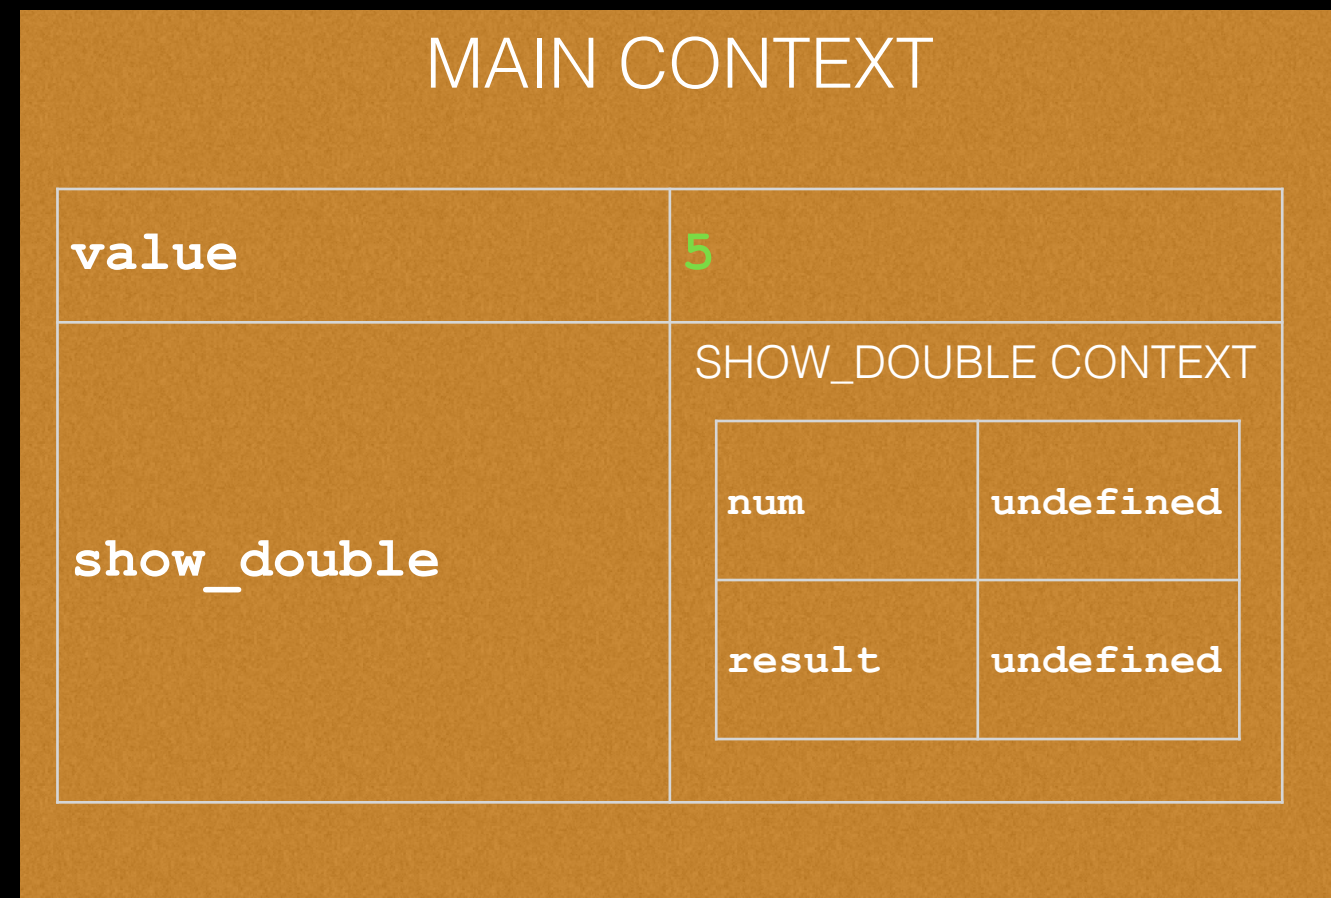 MAIN CONTEXT
value 5
SHOW_DOUBLE CONTEXT
num undefined
show_double
result undefined